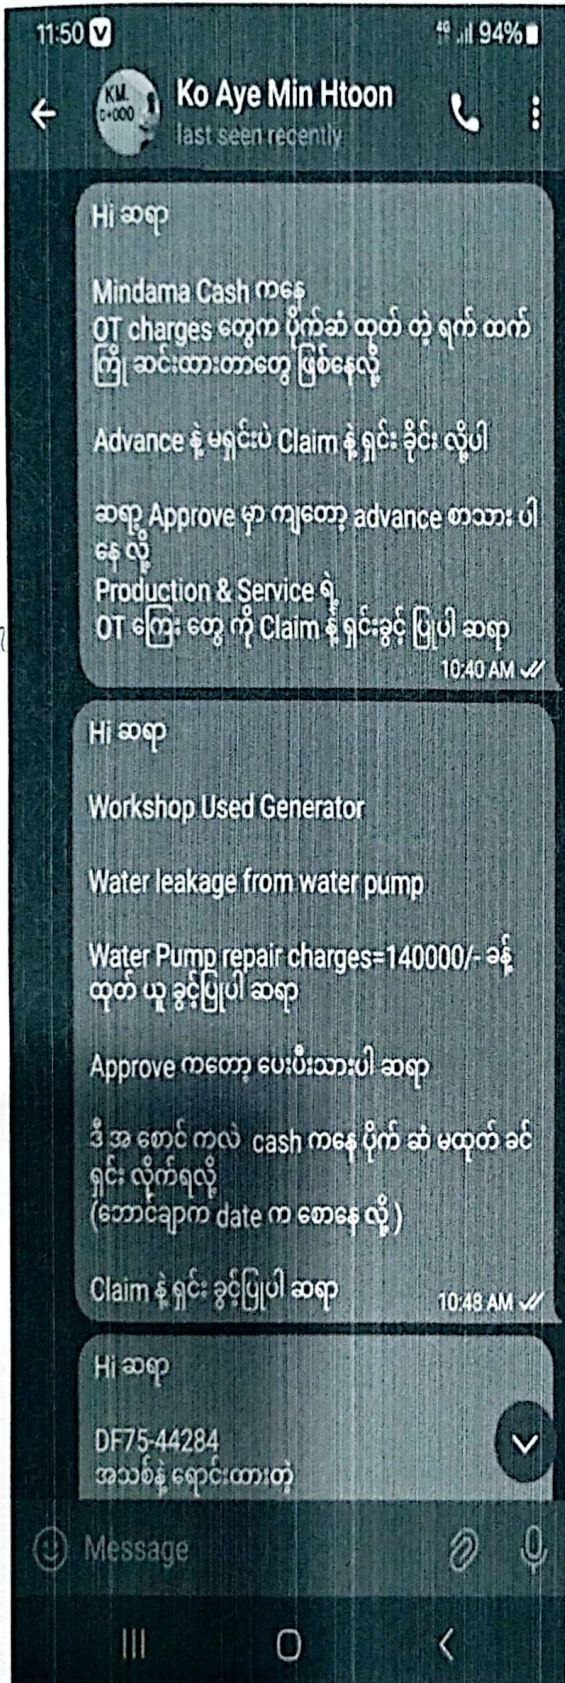 11:50
4G 94%
KM.
C+000
Ko Aye Min Htoon
last seen recently
Hi ဆရာ
Mindama Cash ကနေ
OT charges တွေက ပိုက်ဆံ ထုတ် တဲ့ ရက် ထက်
ကြို ဆင်းထားတာတွေ ဖြစ်နေလို့
Advance နဲ့ မရှင်းပဲ Claim နဲ့ ရှင်း ခိုင်း လို့ပါ
ဆရာ့ Approve မှာ ကျတော့ advance စာသား ပါ
နေ လို့
Production & Service ရဲ့
OT ကြေး တွေ ကို Claim နဲ့ ရှင်းခွင့် ပြုပါ ဆရာ
10:40 AM
Hi ဆရာ
Workshop Used Generator
Water leakage from water pump
Water Pump repair charges=140000/- ခန့်
ထုတ် ယူ ခွင့်ပြုပါ ဆရာ
Approve ကတော့ ပေးပီးသားပါ ဆရာ
ဒီ အ စောင် ကလဲ cash ကနေ ပိုက် ဆံ မထုတ် ခင်
ရှင်း လိုက်ရလို့
(ဘောင်ချာက date က စောနေ လို့ )
Claim နဲ့ ရှင်း ခွင့်ပြုပါ ဆရာ
10:48 AM
Hi ဆရာ
DF75-44284
အသစ်နဲ့ ရောင်းထားတဲ့
Message